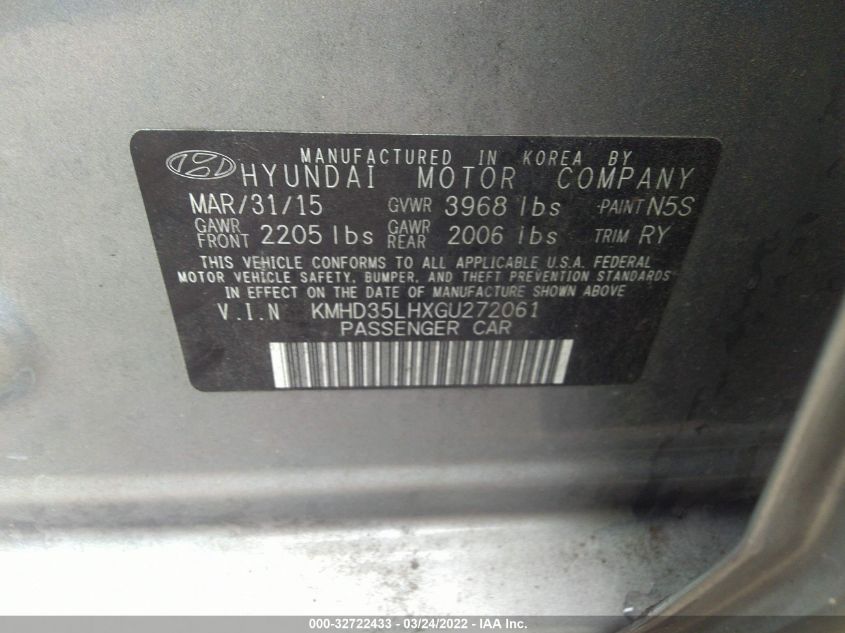 MANUFACTURED IN KOREA BY
HYUNDAI MOTOR COMPANY
MAR/31/15 GVWR 3968 lbs PAINT N5S
GAWR FRONT 2205 lbs GAWR REAR 2006 lbs TRIM RY
THIS VEHICLE CONFORMS TO ALL APPLICABLE U.S.A. FEDERAL
MOTOR VEHICLE SAFETY, BUMPER, AND THEFT PREVENTION STANDARDS
IN EFFECT ON THE DATE OF MANUFACTURE SHOWN ABOVE
V.I.N KMHD35LHXGU272061
PASSENGER CAR
000-32722433 - 03/24/2022 - IAA Inc.